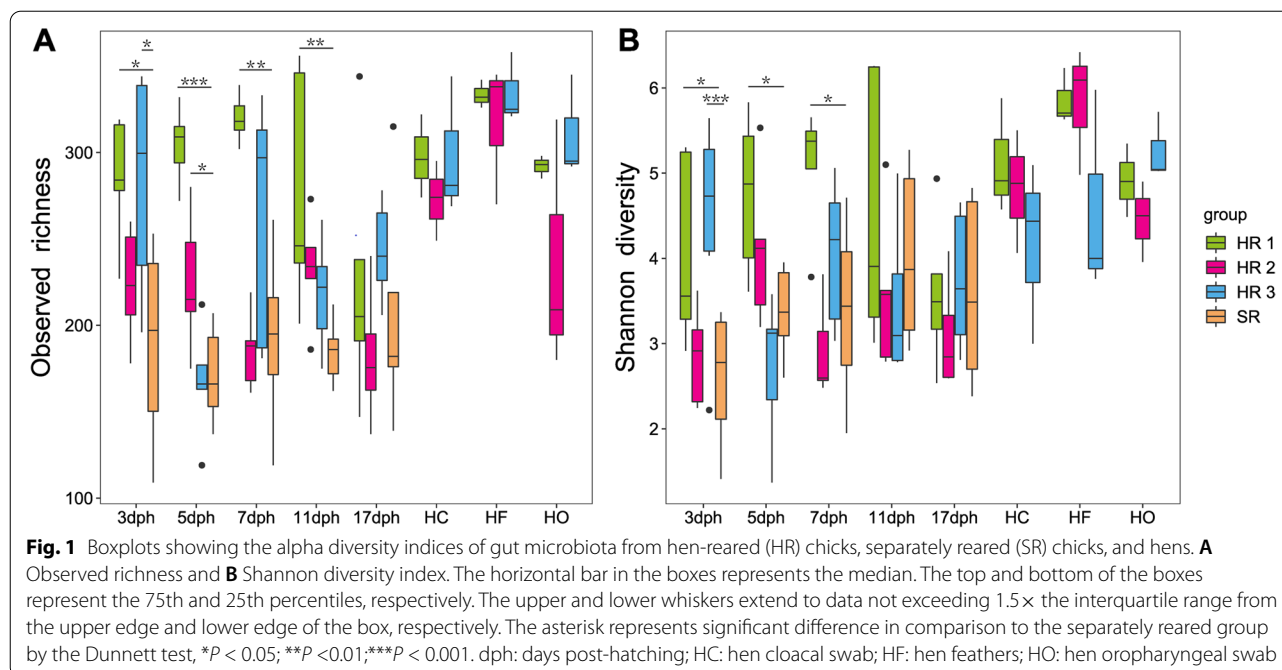 A
B
Observed richness
300
200
100
* * *** * ** **
3dph 5dph 7dph 11dph 17dph HC HF HO
Shannon diversity
6
5
4
3
2
* *** * *
3dph 5dph 7dph 11dph 17dph HC HF HO
group
HR 1
HR 2
HR 3
SR
Fig. 1 Boxplots showing the alpha diversity indices of gut microbiota from hen-reared (HR) chicks, separately reared (SR) chicks, and hens. A
Observed richness and B Shannon diversity index. The horizontal bar in the boxes represents the median. The top and bottom of the boxes
represent the 75th and 25th percentiles, respectively. The upper and lower whiskers extend to data not exceeding 1.5× the interquartile range from
the upper edge and lower edge of the box, respectively. The asterisk represents significant difference in comparison to the separately reared group
by the Dunnett test, *P < 0.05; **P <0.01;***P < 0.001. dph: days post-hatching; HC: hen cloacal swab; HF: hen feathers; HO: hen oropharyngeal swab